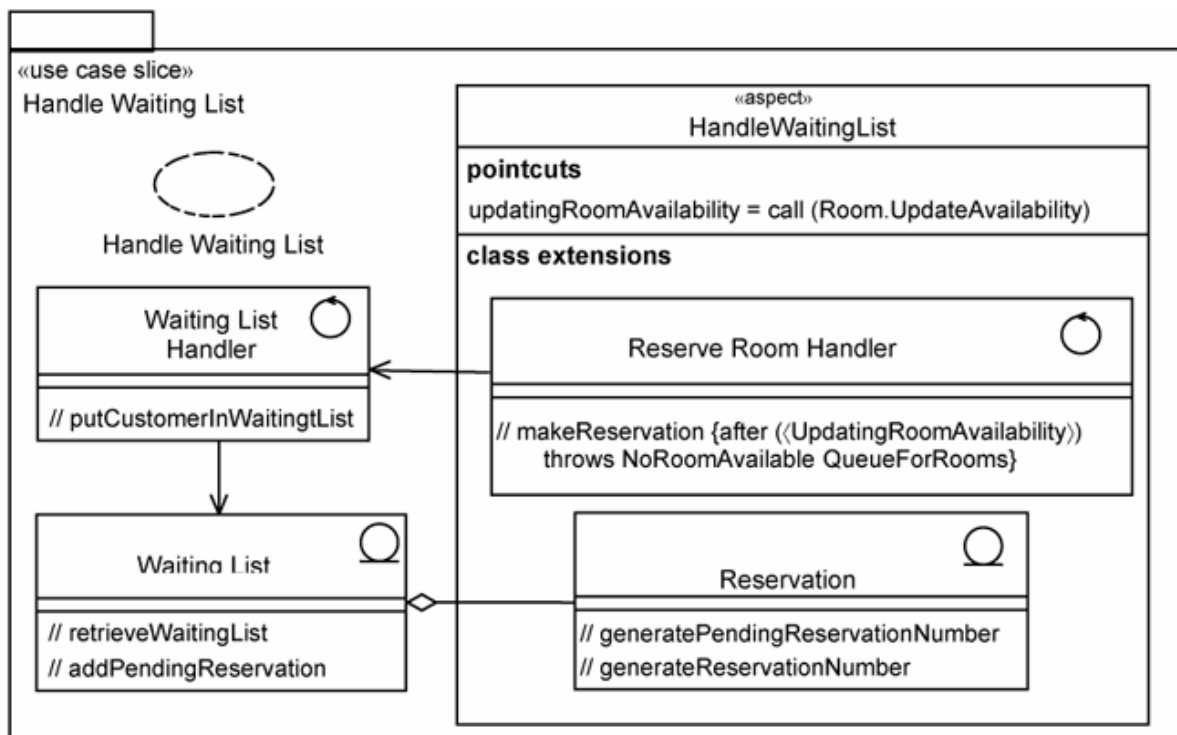 «use case slice»
Handle Waiting List
Handle Waiting List
Waiting List
Handler
// putCustomerInWaitingtList
Waiting List
// retrieveWaitingList
// addPendingReservation
«aspect»
HandleWaitingList
pointcuts
updatingRoomAvailability = call (Room.UpdateAvailability)
class extensions
Reserve Room Handler
// makeReservation {after (⟨UpdatingRoomAvailability⟩)
throws NoRoomAvailable QueueForRooms}
Reservation
// generatePendingReservationNumber
// generateReservationNumber